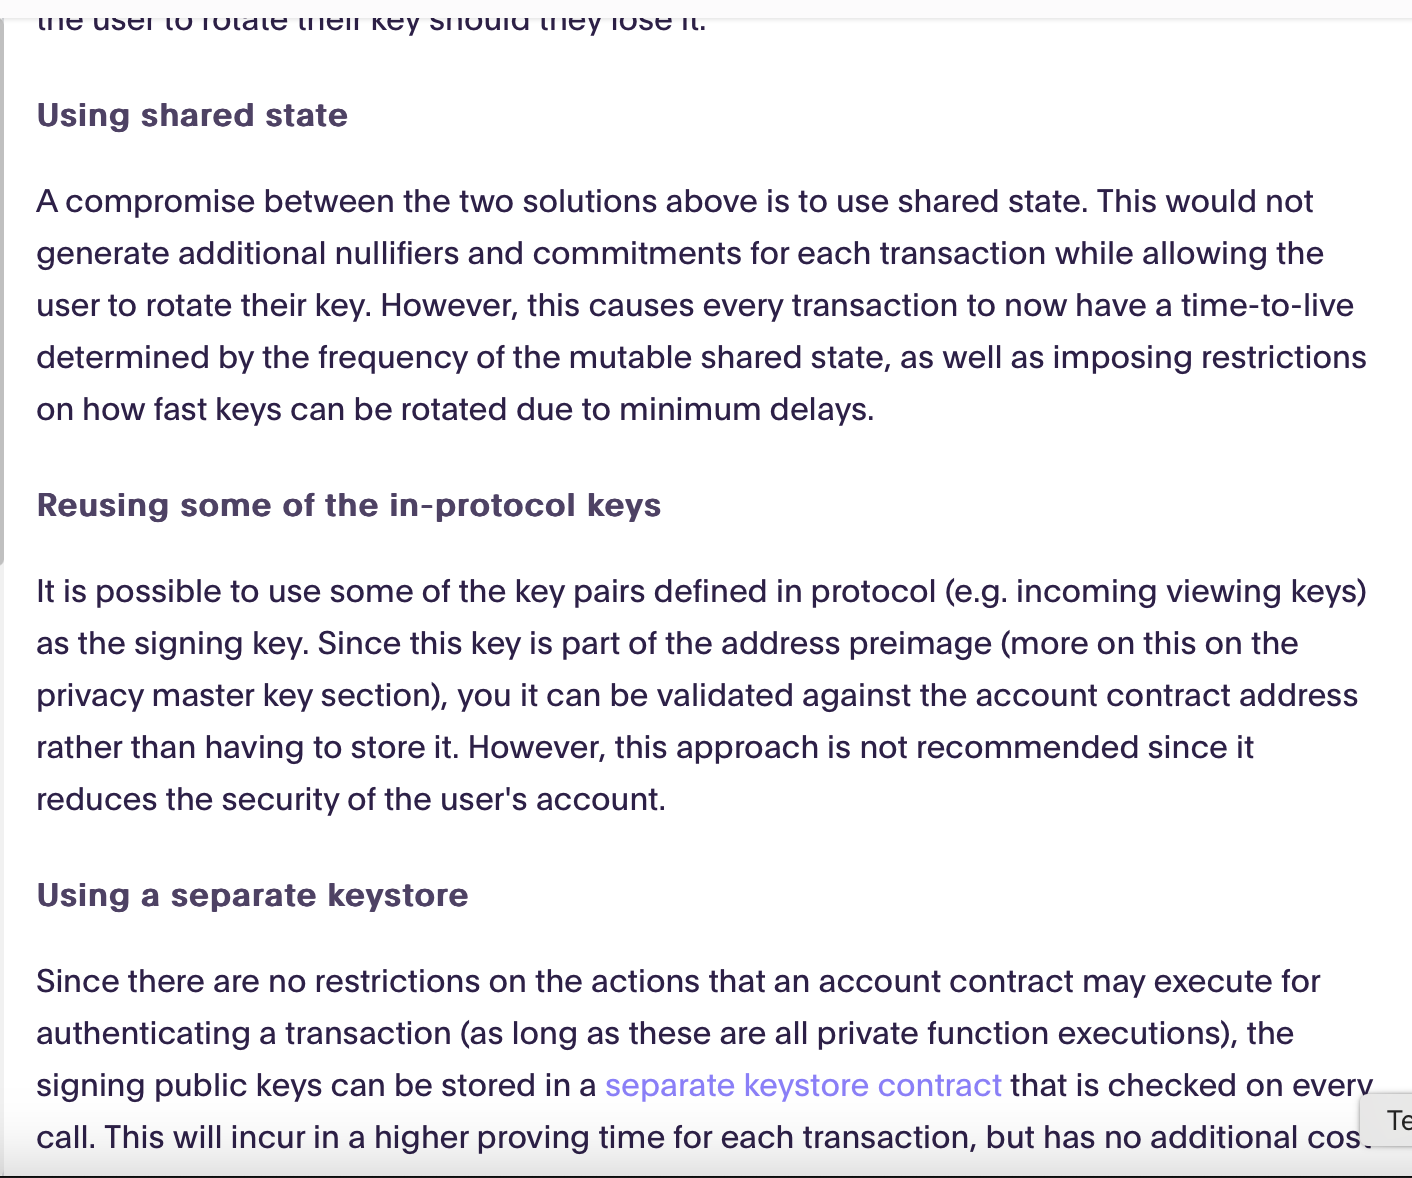 the user to rotate their key should they lose it.
Using shared state
A compromise between the two solutions above is to use shared state. This would not
generate additional nullifiers and commitments for each transaction while allowing the
user to rotate their key. However, this causes every transaction to now have a time-to-live
determined by the frequency of the mutable shared state, as well as imposing restrictions
on how fast keys can be rotated due to minimum delays.
Reusing some of the in-protocol keys
It is possible to use some of the key pairs defined in protocol (e.g. incoming viewing keys)
as the signing key. Since this key is part of the address preimage (more on this on the
privacy master key section), you it can be validated against the account contract address
rather than having to store it. However, this approach is not recommended since it
reduces the security of the user's account.
Using a separate keystore
Since there are no restrictions on the actions that an account contract may execute for
authenticating a transaction (as long as these are all private function executions), the
signing public keys can be stored in a separate keystore contract that is checked on every
call. This will incur in a higher proving time for each transaction, but has no additional cost